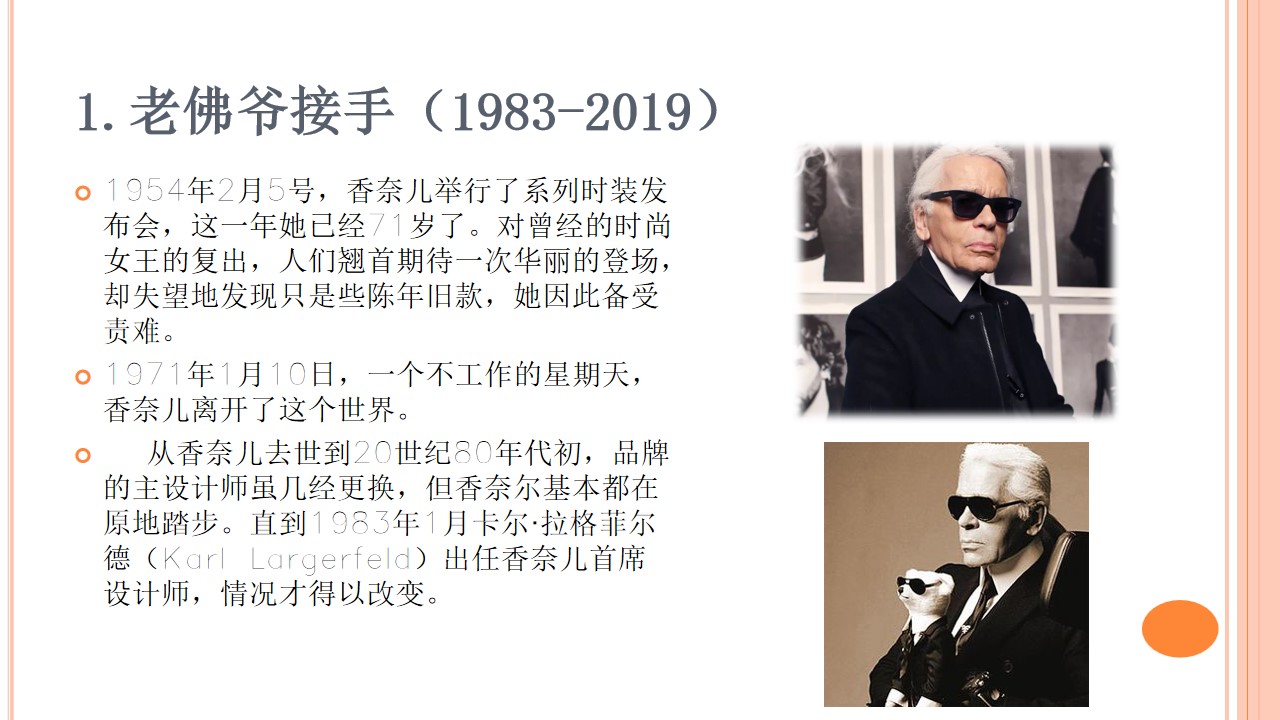 1.老佛爷接手（1983-2019）
1954年2月5号，香奈儿举行了系列时装发
布会，这一年她已经71岁了。对曾经的时尚
女王的复出，人们翘首期待一次华丽的登场，
却失望地发现只是些陈年旧款，她因此备受
责难。
1971年1月10日，一个不工作的星期天，
香奈儿离开了这个世界。
从香奈儿去世到20世纪80年代初，品牌
的主设计师虽几经更换，但香奈尔基本都在
原地踏步。直到1983年1月卡尔·拉格菲尔
德（Karl Largerfeld）出任香奈儿首席
设计师，情况才得以改变。